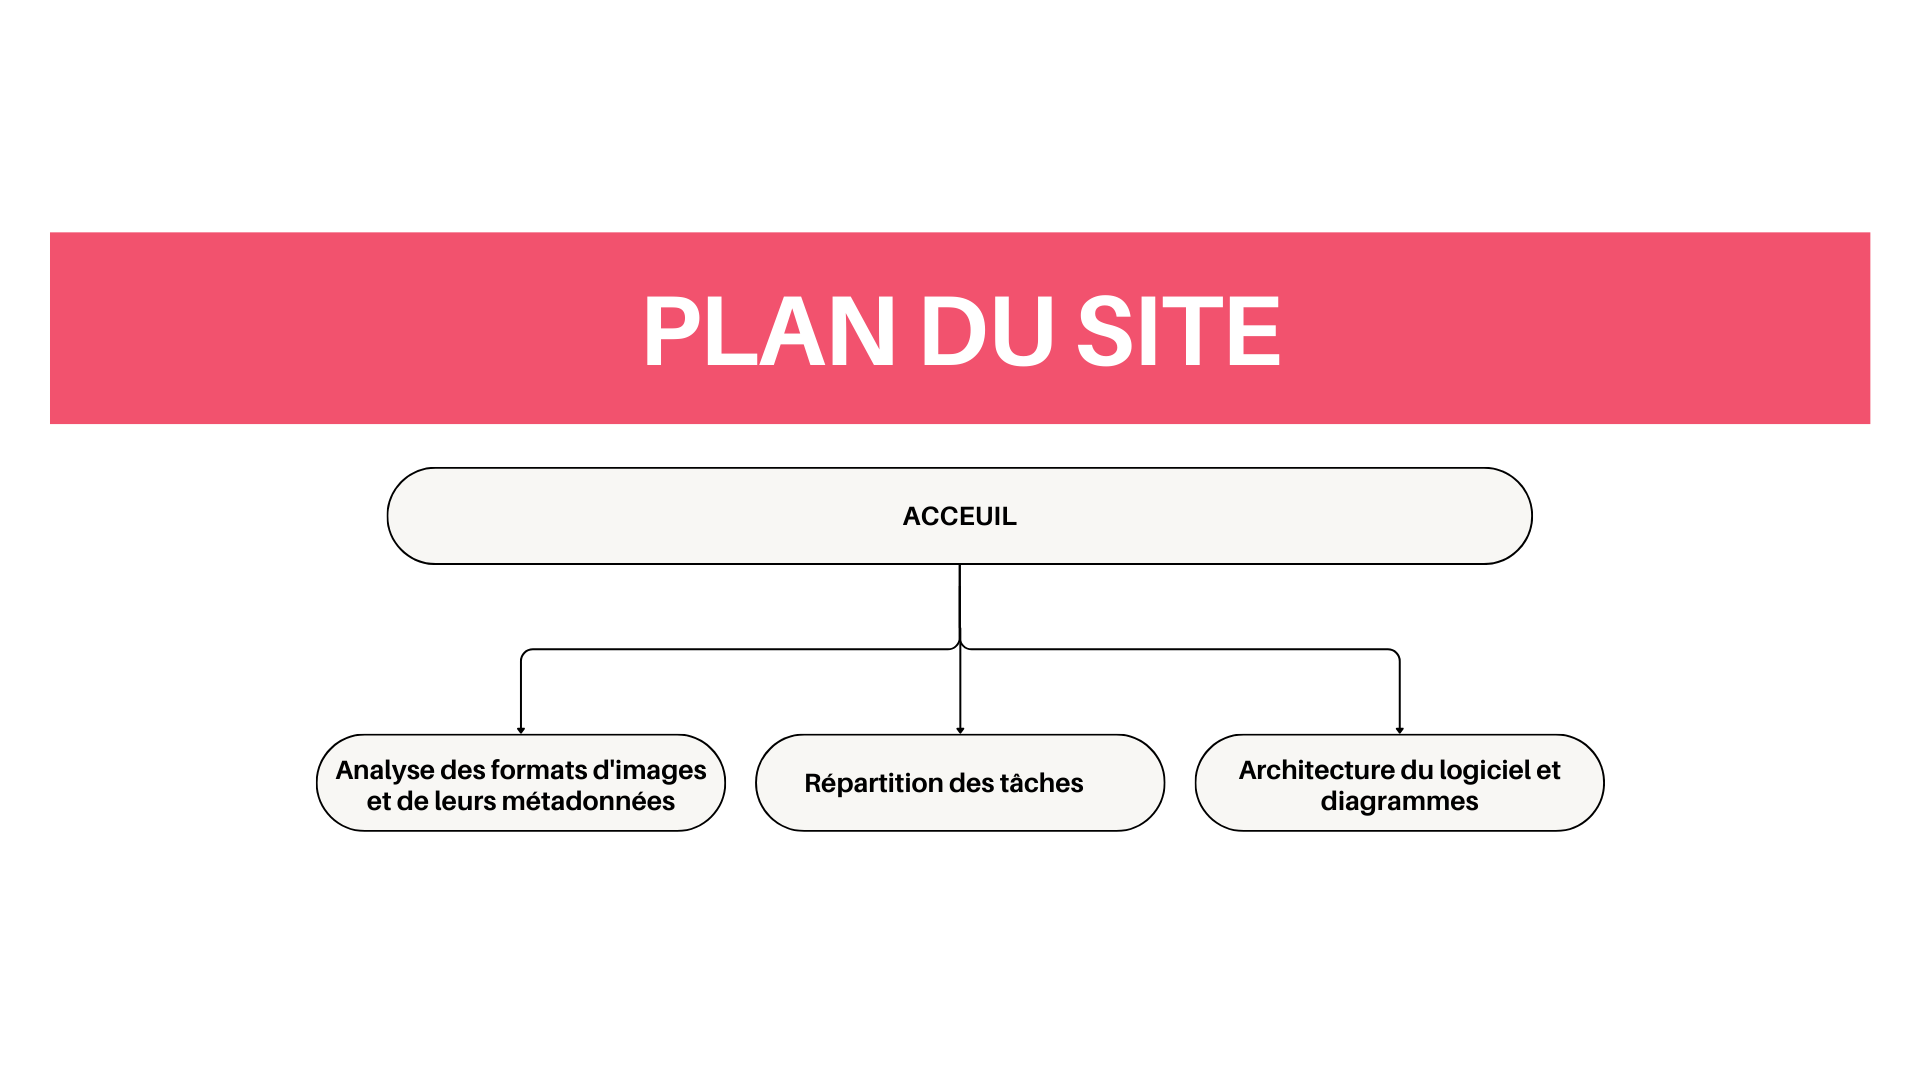 PLAN DU SITE
ACCEUIL
Analyse des formats d'images
et de leurs métadonnées
Répartition des tâches
Architecture du logiciel et
diagrammes